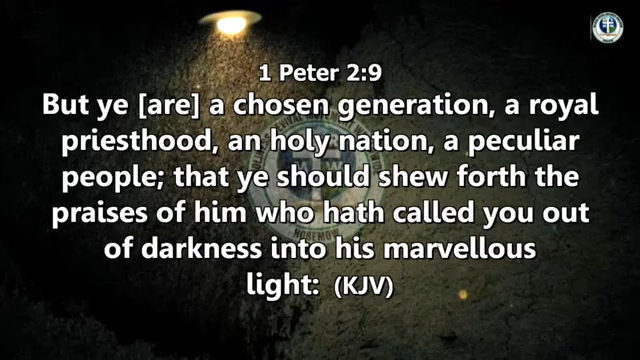 1 Peter 2:9
But ye [are] a chosen generation, a royal
priesthood, an holy nation, a peculiar
people; that ye should shew forth the
praises of him who hath called you out
of darkness into his marvellous
light: (KJV)